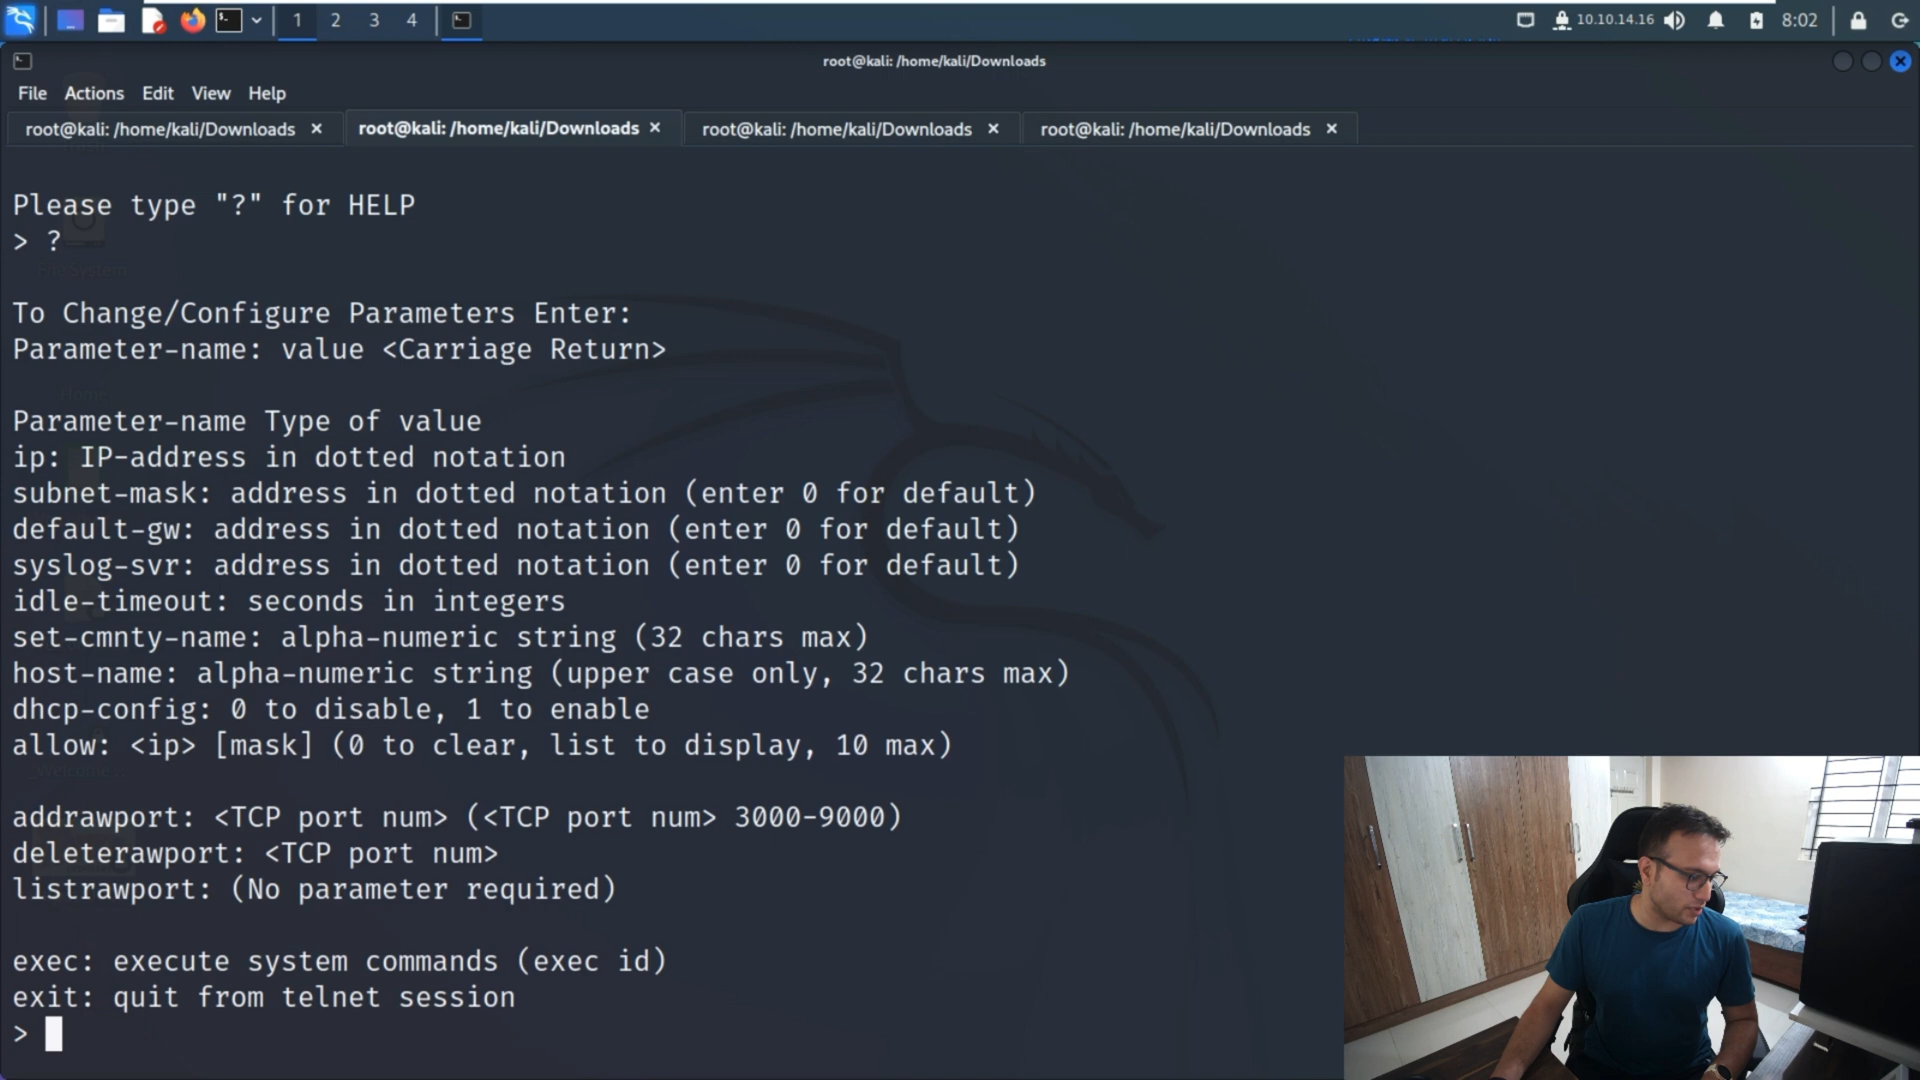 1 2 3 4
10.10.14.16
8:02
root@kali: /home/kali/Downloads
File Actions Edit View Help
root@kali: /home/kali/Downloads × root@kali: /home/kali/Downloads × root@kali: /home/kali/Downloads × root@kali: /home/kali/Downloads ×
Please type "?" for HELP
> ?
File System
To Change/Configure Parameters Enter:
Parameter-name: value <Carriage Return>
Home
Parameter-name Type of value
ip: IP-address in dotted notation
subnet-mask: address in dotted notation (enter 0 for default)
default-gw: address in dotted notation (enter 0 for default)
syslog-svr: address in dotted notation (enter 0 for default)
idle-timeout: seconds in integers
set-cmnty-name: alpha-numeric string (32 chars max)
host-name: alpha-numeric string (upper case only, 32 chars max)
dhcp-config: 0 to disable, 1 to enable
allow: <ip> [mask] (0 to clear, list to display, 10 max)
addrawport: <TCP port num> (<TCP port num> 3000-9000)
deleterawport: <TCP port num>
listrawport: (No parameter required)
exec: execute system commands (exec id)
exit: quit from telnet session
>